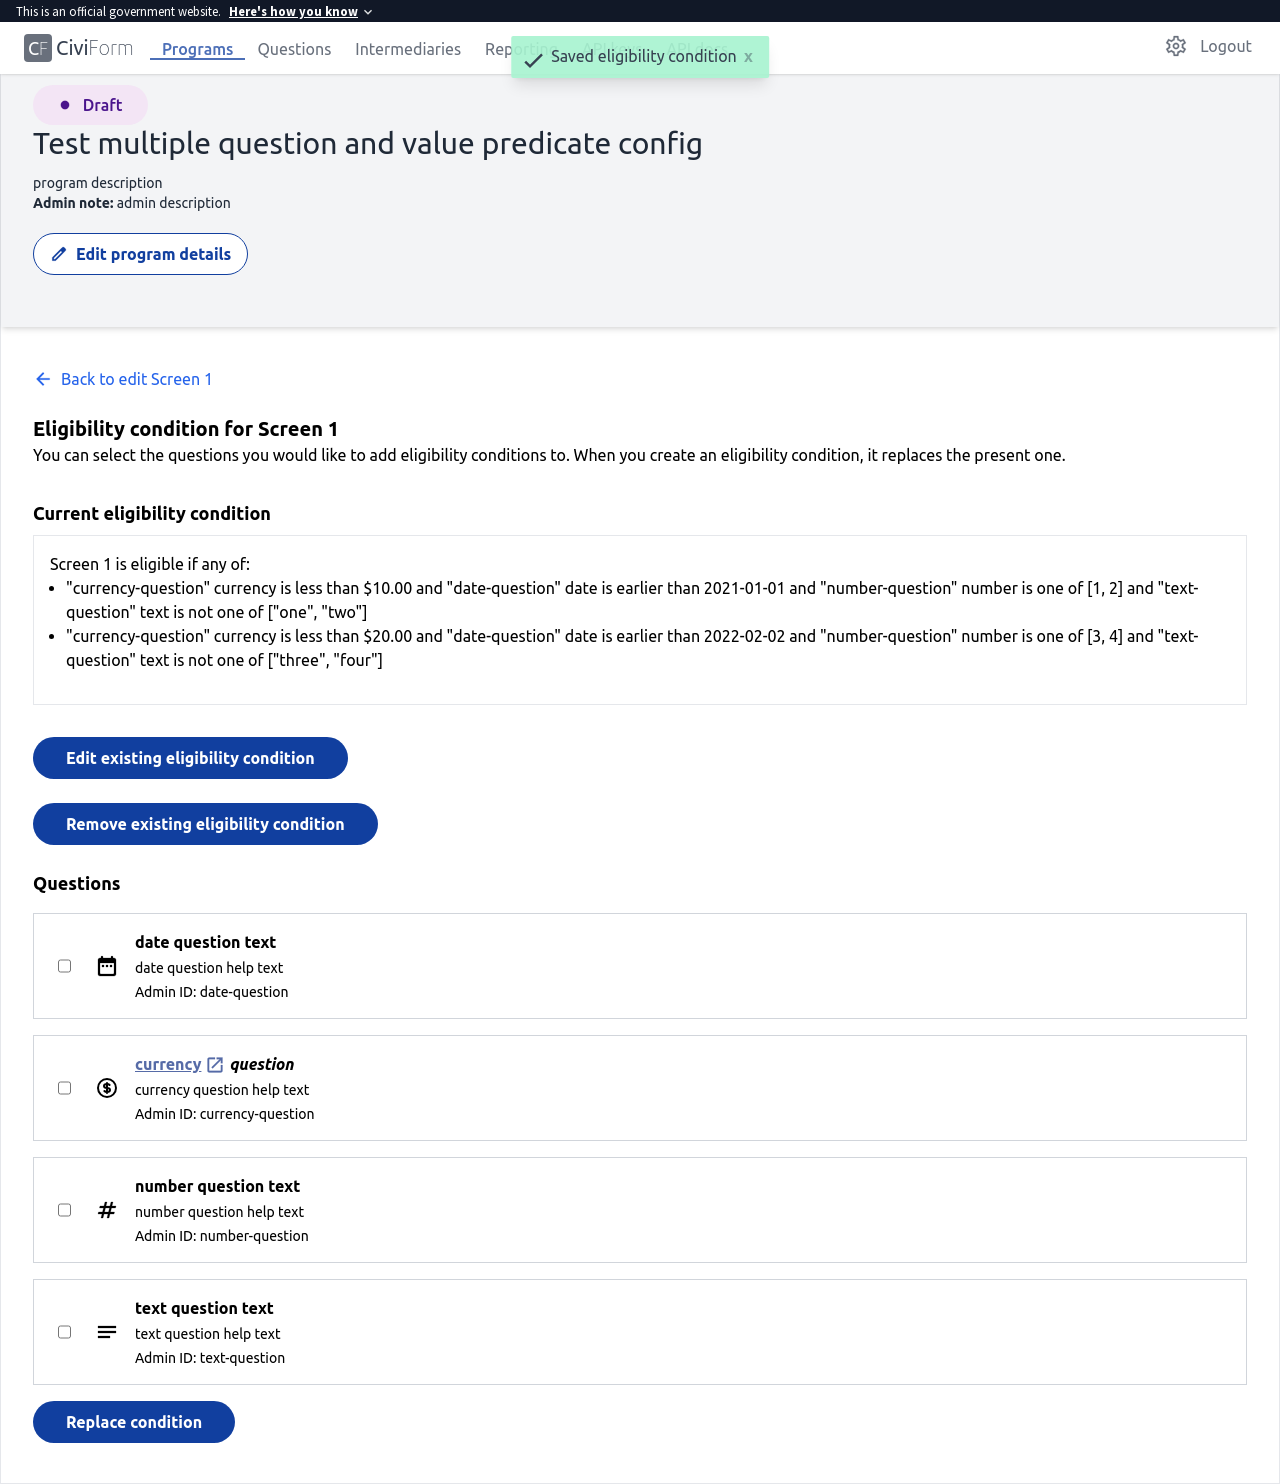 This is an official government website. Here's how you know
CF CiviForm Programs Questions Intermediaries Logout
Saved eligibility condition x
Draft
Test multiple question and value predicate config
program description
Admin note: admin description
Edit program details
Back to edit Screen 1
Eligibility condition for Screen 1
You can select the questions you would like to add eligibility conditions to. When you create an eligibility condition, it replaces the present one.
Current eligibility condition
Screen 1 is eligible if any of:
"currency-question" currency is less than $10.00 and "date-question" date is earlier than 2021-01-01 and "number-question" number is one of [1, 2] and "text-
question" text is not one of ["one", "two"]
"currency-question" currency is less than $20.00 and "date-question" date is earlier than 2022-02-02 and "number-question" number is one of [3, 4] and "text-
question" text is not one of ["three", "four"]
Edit existing eligibility condition
Remove existing eligibility condition
Questions
date question text
date question help text
Admin ID: date-question
currency question
currency question help text
Admin ID: currency-question
number question text
number question help text
Admin ID: number-question
text question text
text question help text
Admin ID: text-question
Replace condition